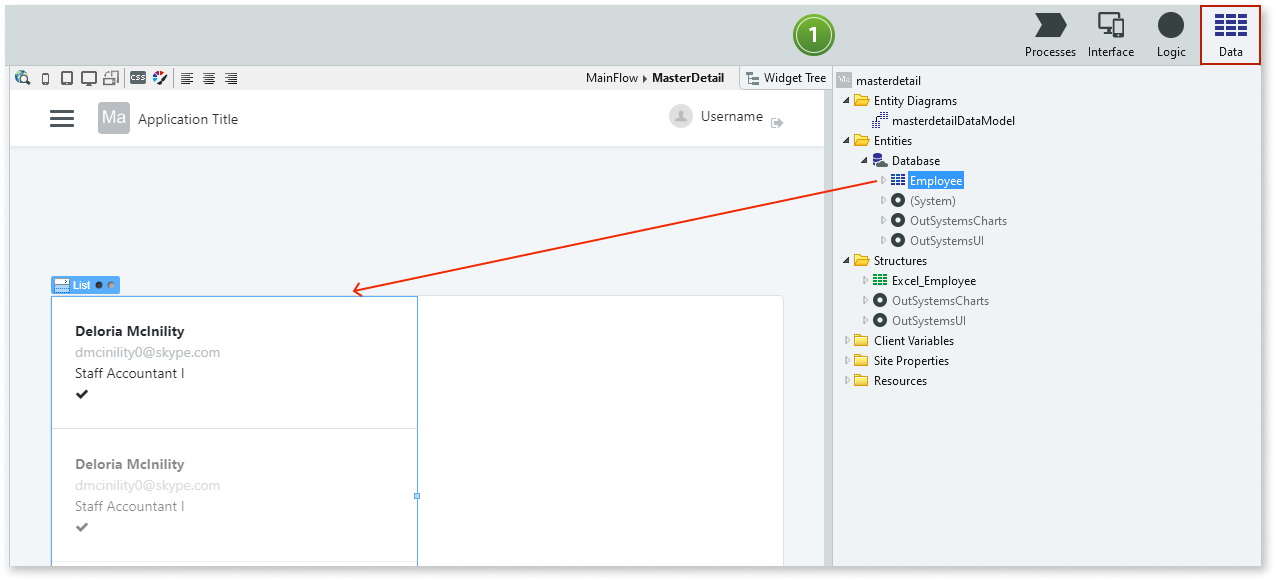 1
Processes
Interface
Logic
Data
CSS
MainFlow MasterDetail
Widget Tree
Ma
Application Title
Username
List
Deloria McInility
dmcinility0@skype.com
Staff Accountant I
Deloria McInility
dmcinility0@skype.com
Staff Accountant I
Ma masterdetail
Entity Diagrams
masterdetailDataModel
Entities
Database
Employee
(System)
OutSystemsCharts
OutSystemsUI
Structures
Excel_Employee
OutSystemsCharts
OutSystemsUI
Client Variables
Site Properties
Resources